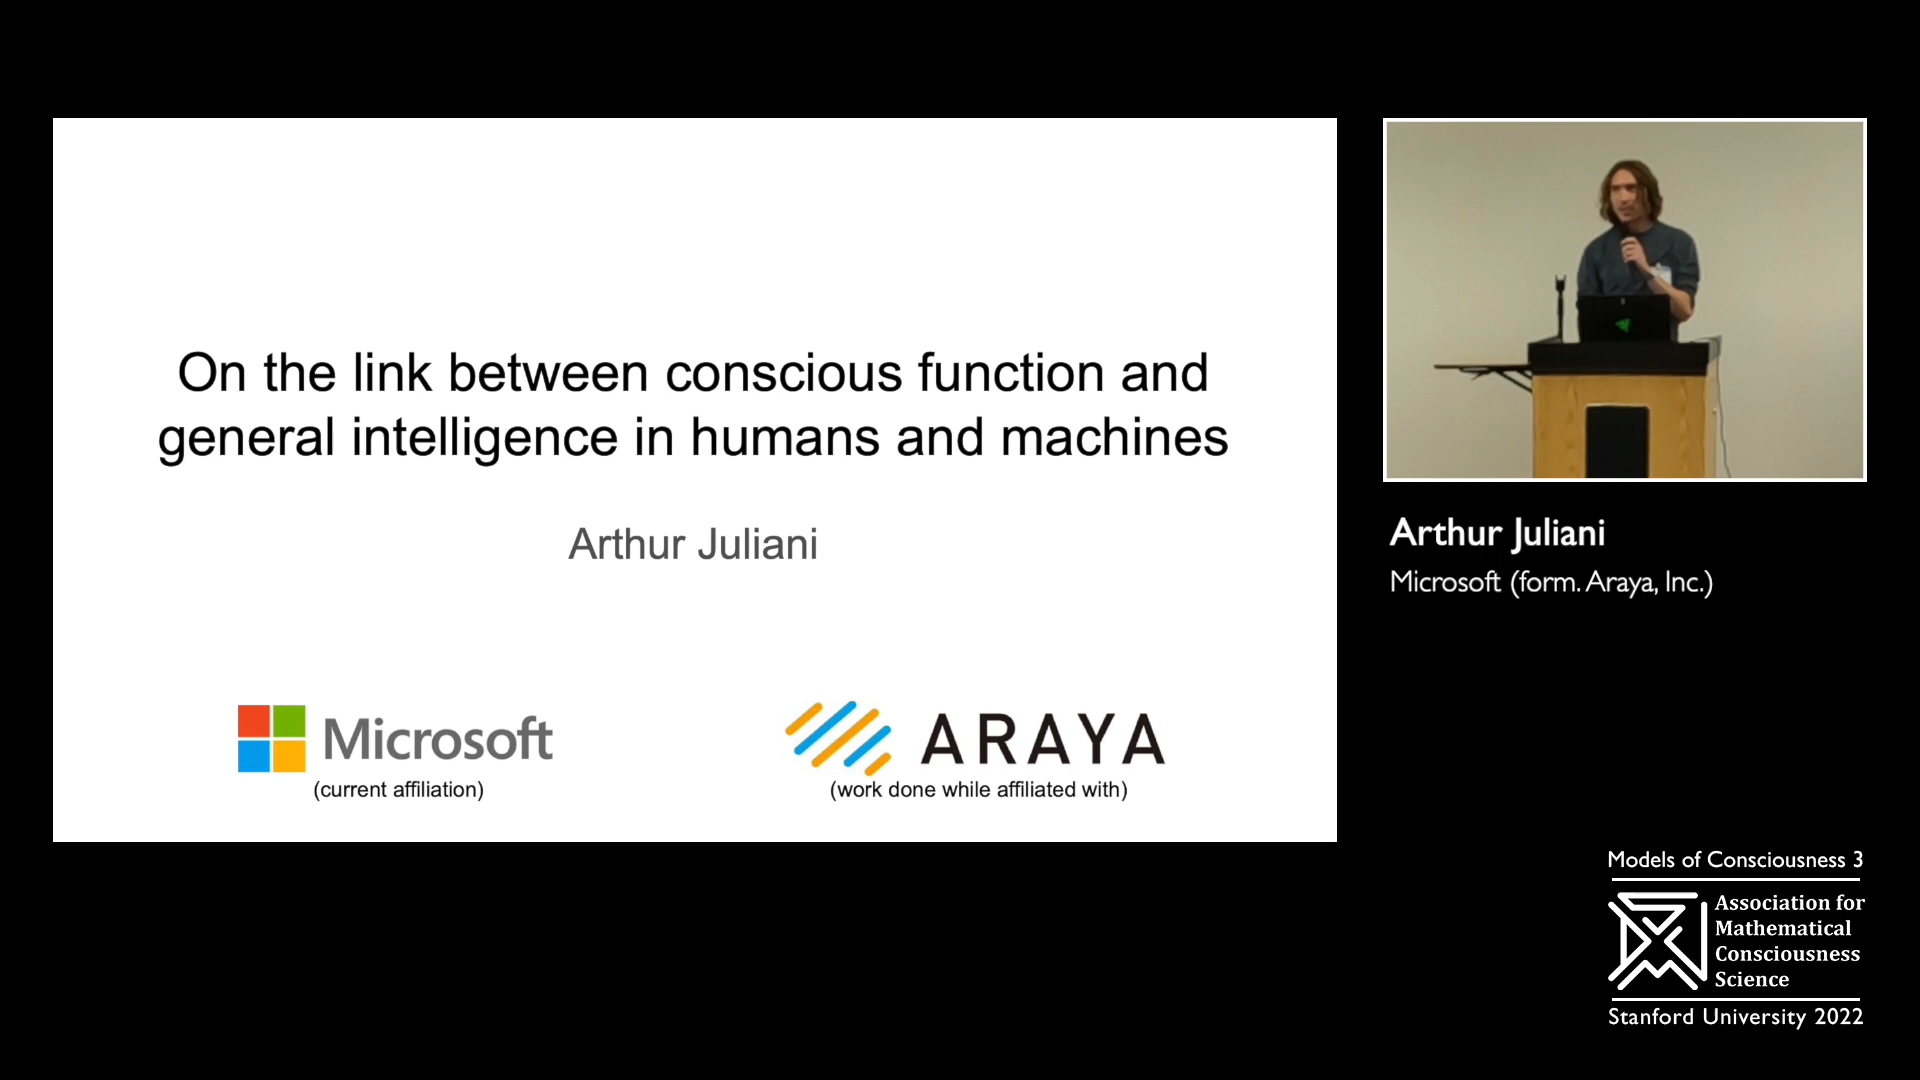 On the link between conscious function and
general intelligence in humans and machines
Arthur Juliani
Microsoft
(current affiliation)
ARAYA
(work done while affiliated with)
Arthur Juliani
Microsoft (form. Araya, Inc.)
Models of Consciousness 3
Association for
Mathematical
Consciousness
Science
Stanford University 2022